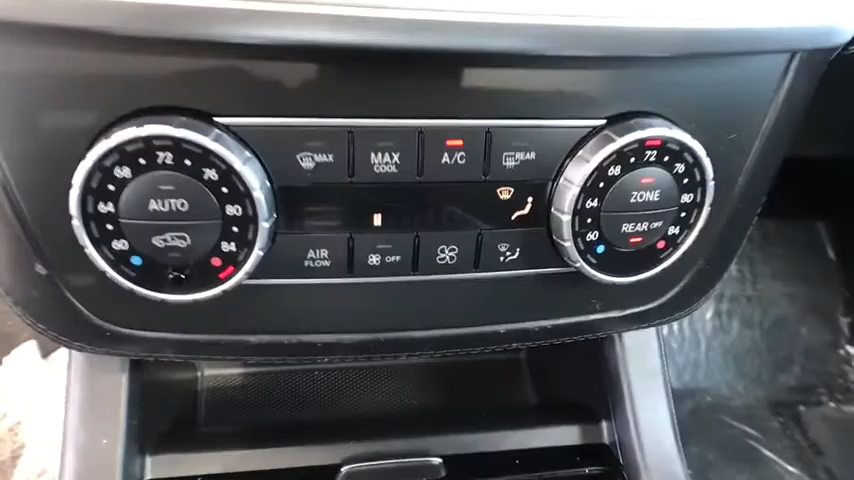 72
68 76
64 AUTO 80
60 84
MAX
MAX
COOL
A/C
REAR
AIR
FLOW
OFF
72
68 76
64 ZONE 80
60 REAR OFF 84